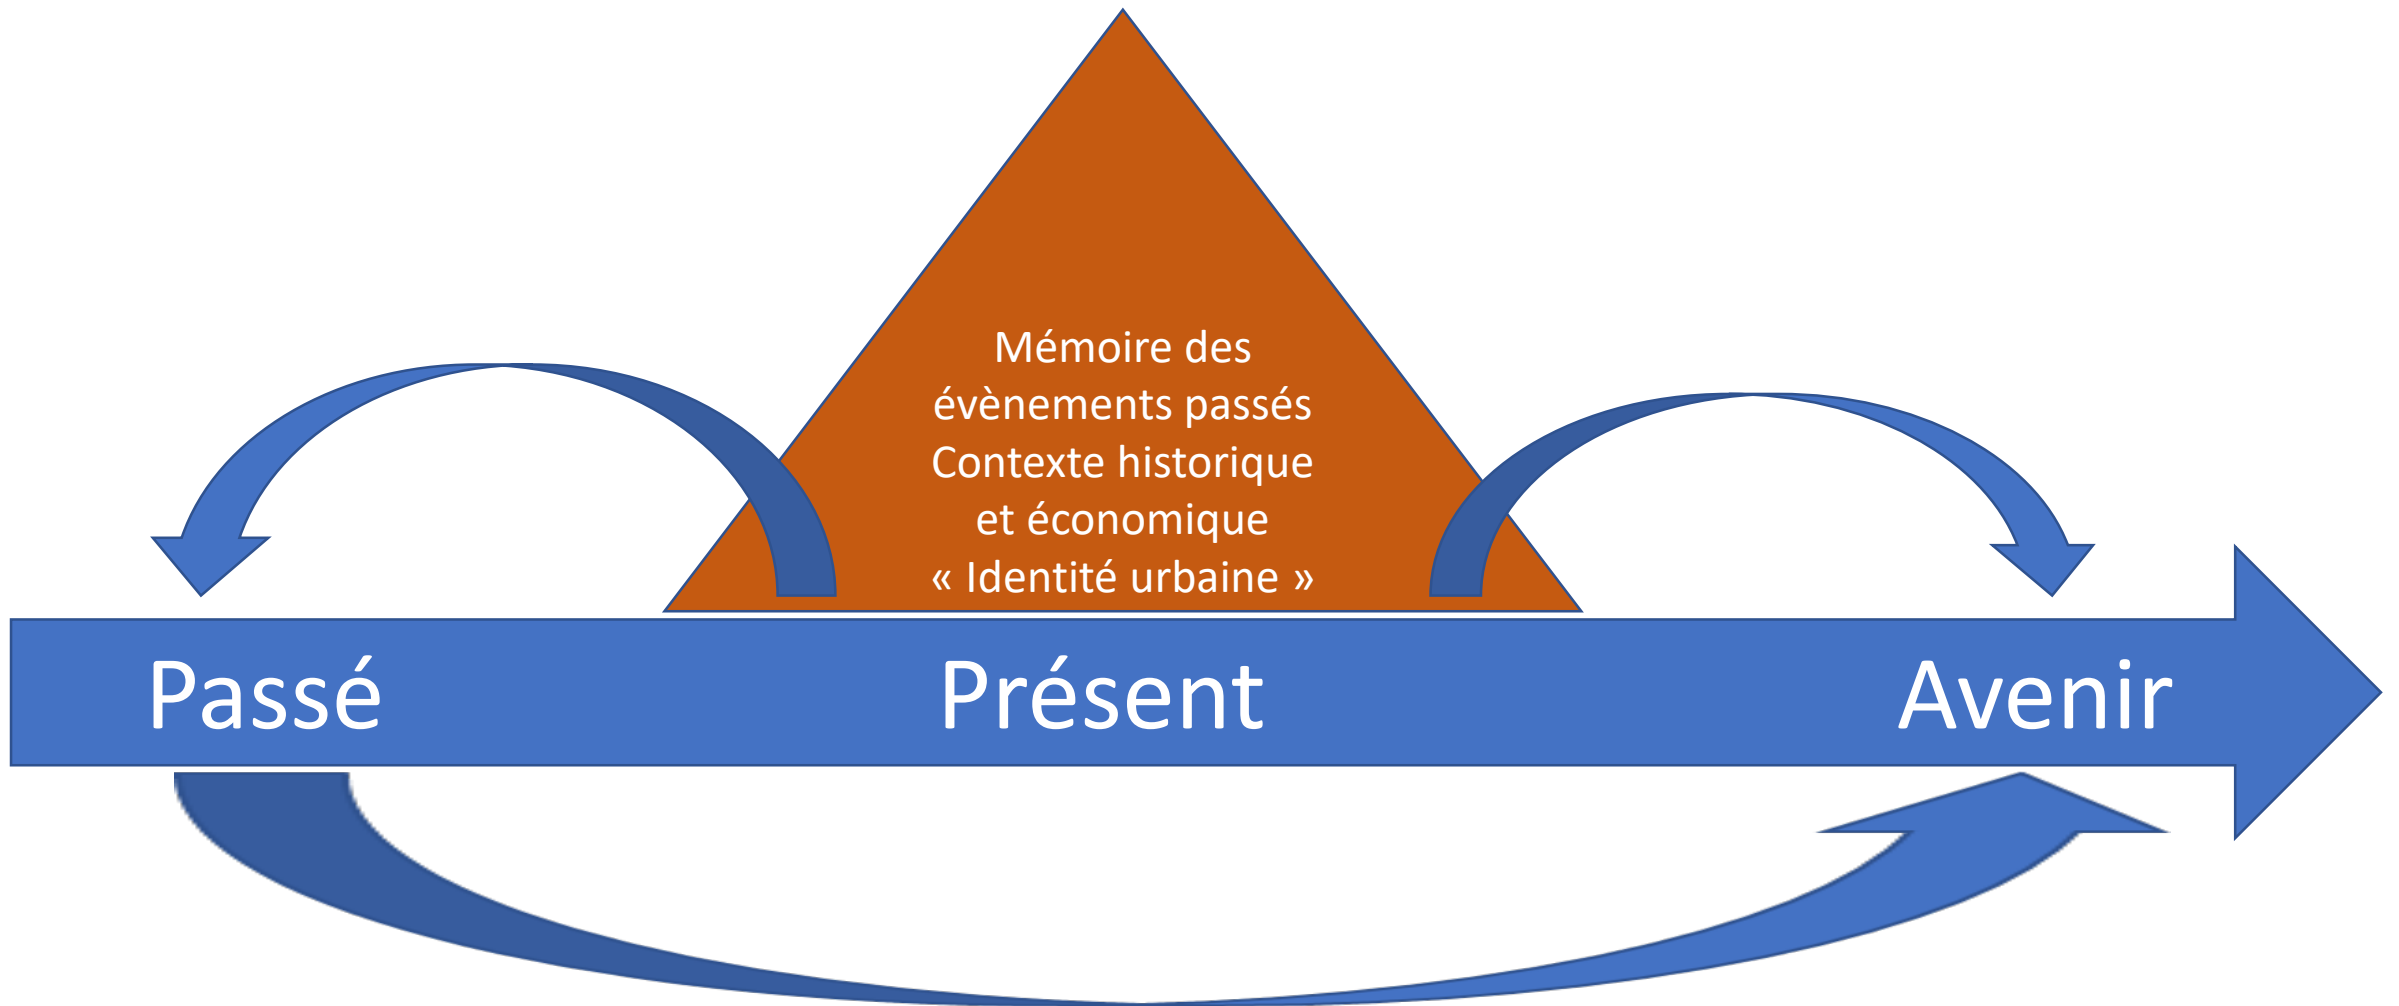 Mémoire des
évènements passés
Contexte historique
et économique
« Identité urbaine »
Passé
Présent
Avenir